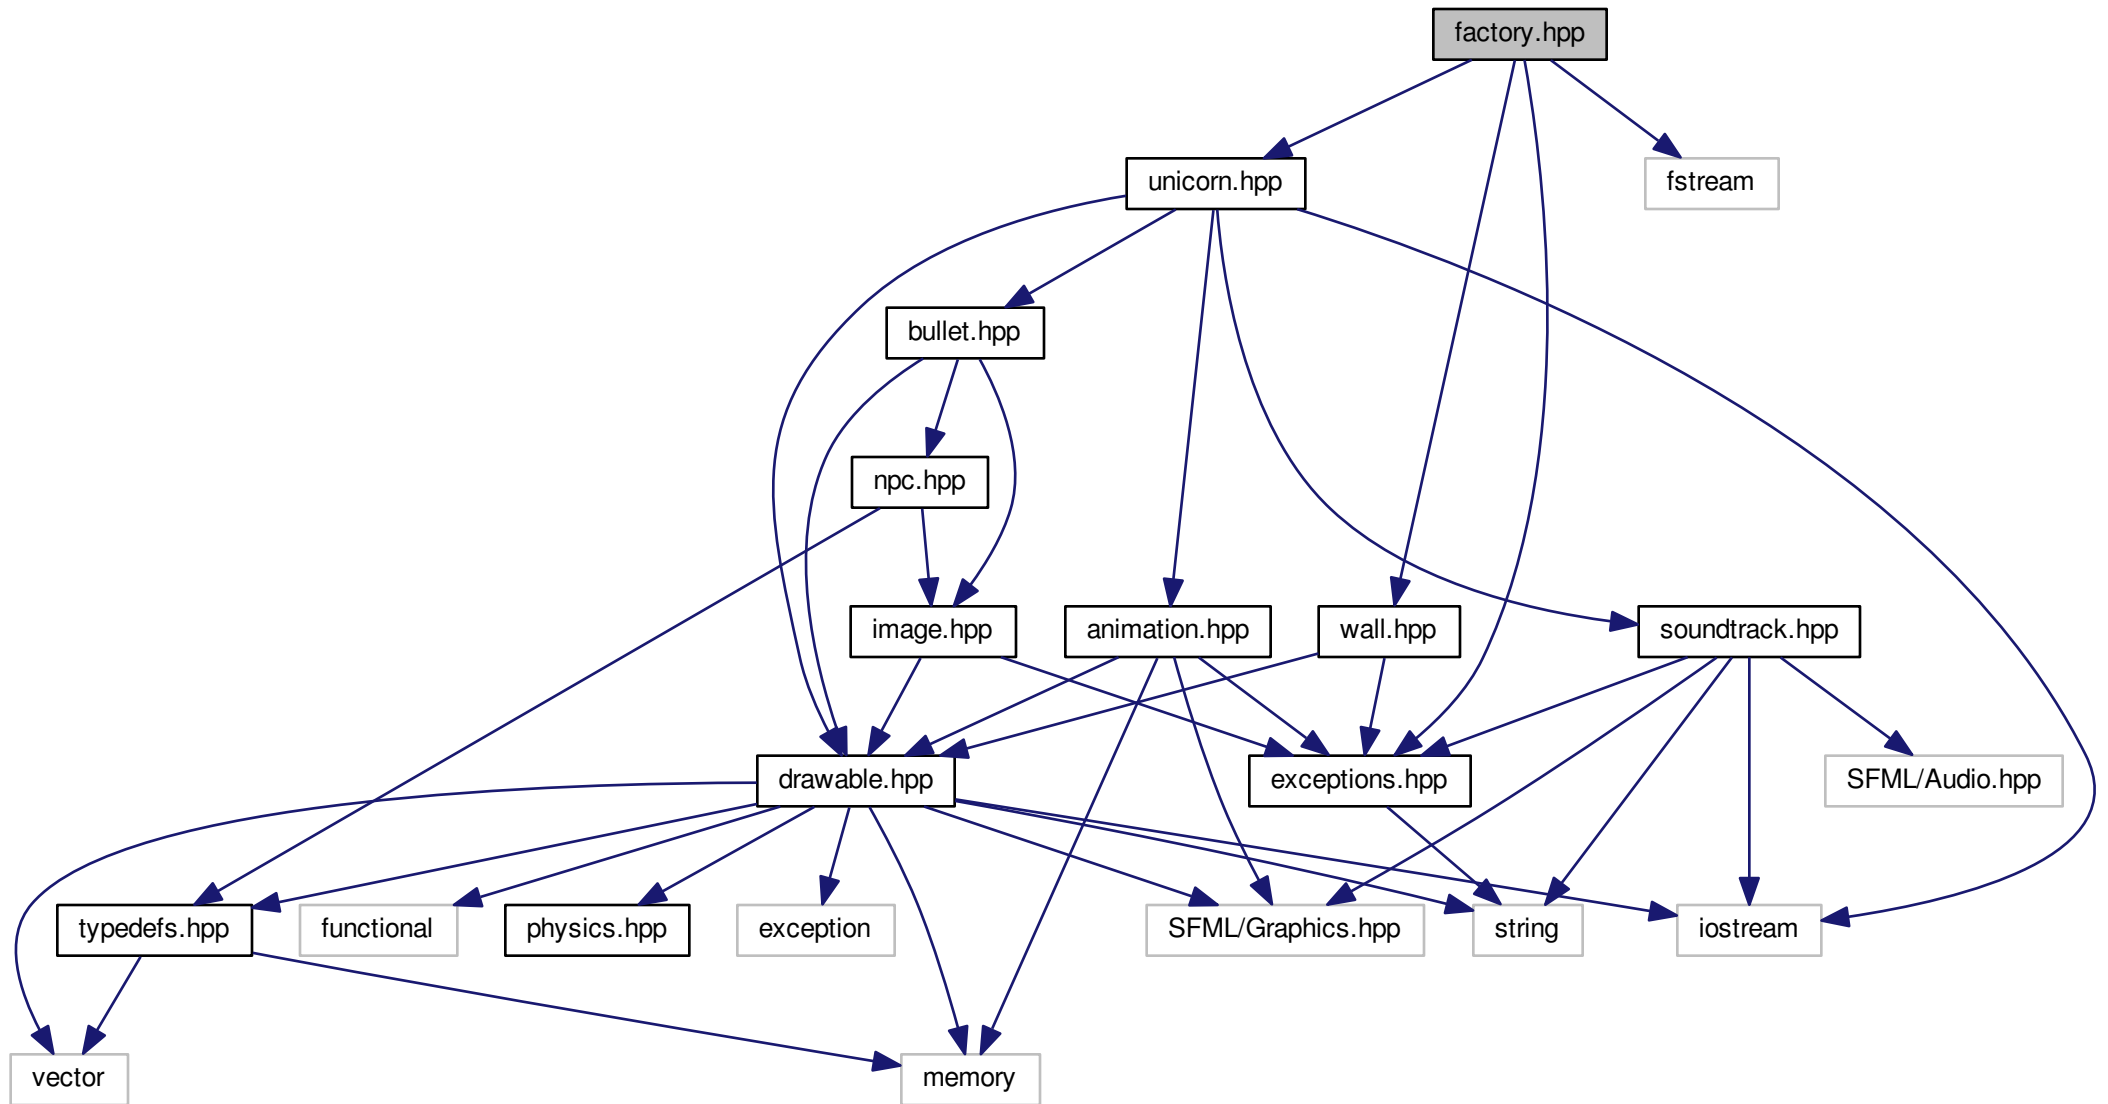 factory.hpp
unicorn.hpp
fstream
bullet.hpp
npc.hpp
image.hpp
animation.hpp
wall.hpp
soundtrack.hpp
drawable.hpp
exceptions.hpp
SFML/Audio.hpp
typedefs.hpp
functional
physics.hpp
exception
SFML/Graphics.hpp
string
iostream
vector
memory